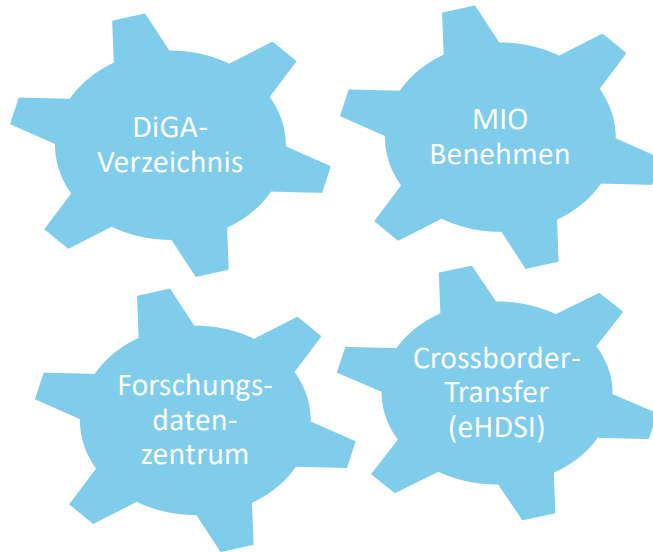 DiGA-
Verzeichnis
MIO
Benehmen
Forschungs-
daten-
zentrum
Crossborder-
Transfer
(eHDSI)